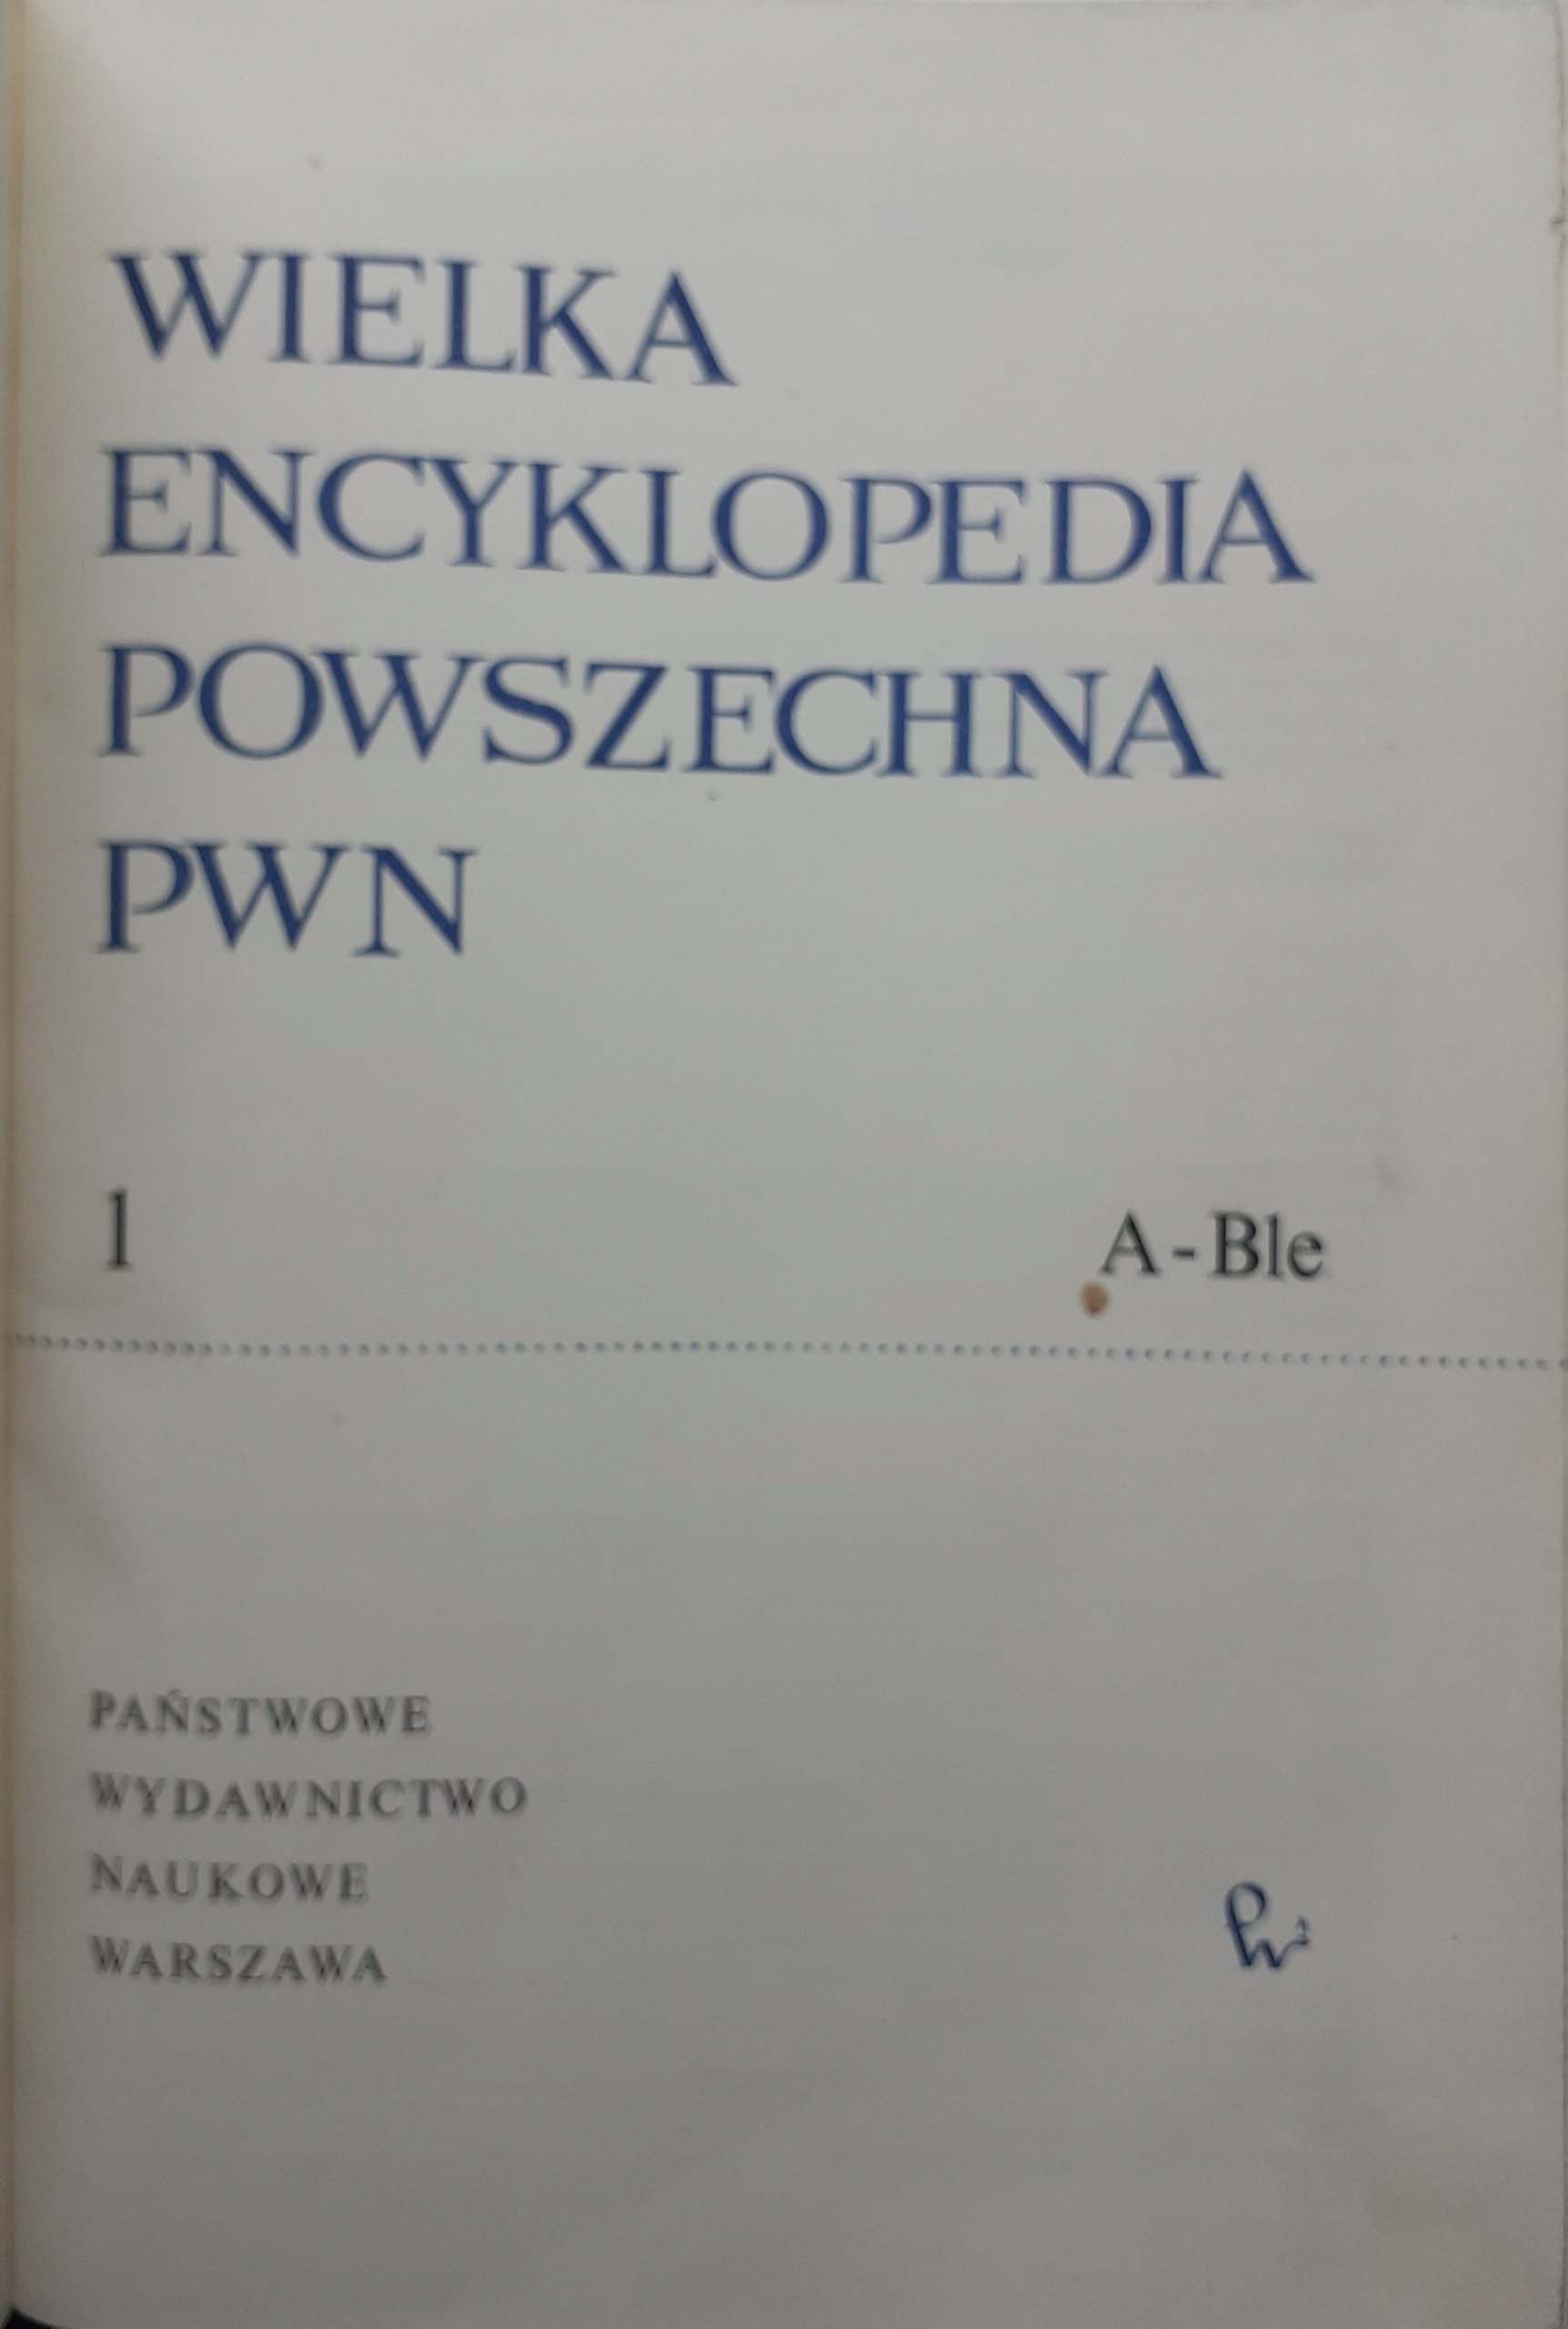 WIELKA
ENCYKLOPEDIA
POWSZECHNA
PWN
1 A - Ble
PAŃSTWOWE
WYDAWNICTWO
NAUKOWE
WARSZAWA